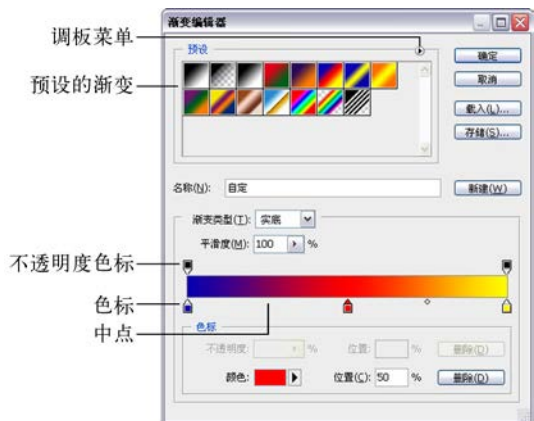 渐变编辑器
调板菜单
预设
确定
预设的渐变
取消
载入(L)...
存储(S)...
名称(N): 自定
新建(W)
渐变类型(T): 实底
平滑度(M): 100 %
不透明度色标
色标
中点
色标
不透明度: % 位置: % 删除(D)
颜色: 位置(C): 50 % 删除(D)